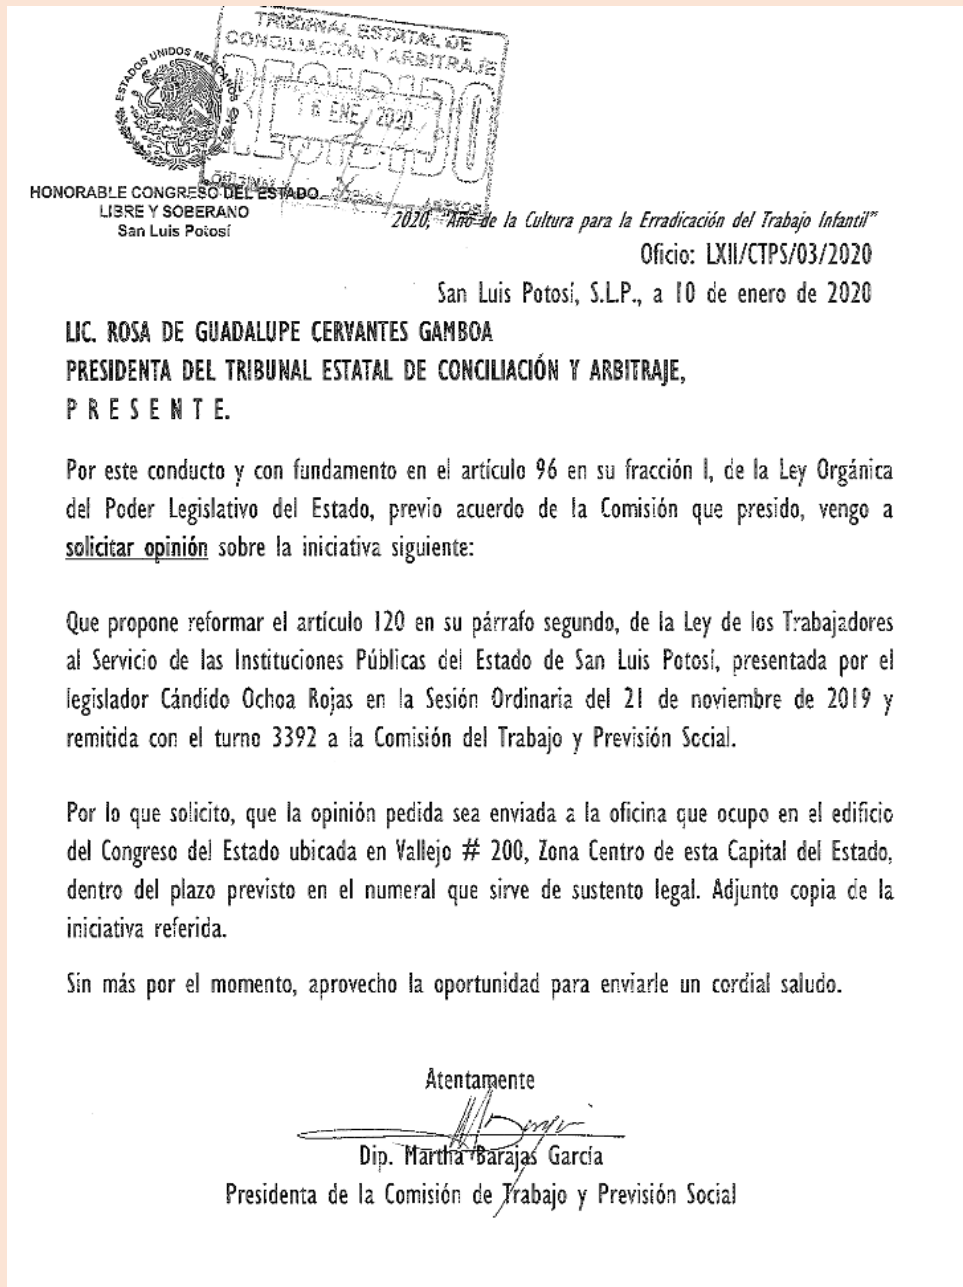 TRIBUNAL ESTATAL DE
CONCILIACIÓN Y ARBITRAJE
RECIBIDO
16 ENE 2020
ESTADOS UNIDOS MEXICANOS
HONORABLE CONGRESO DEL ESTADO
LIBRE Y SOBERANO
San Luis Potosí
2020, "Año de la Cultura para la Erradicación del Trabajo Infantil"
Oficio: LXII/CTPS/03/2020
San Luis Potosí, S.L.P., a 10 de enero de 2020
LIC. ROSA DE GUADALUPE CERVANTES GAMBOA
PRESIDENTA DEL TRIBUNAL ESTATAL DE CONCILIACIÓN Y ARBITRAJE,
P R E S E N T E.
Por este conducto y con fundamento en el artículo 96 en su fracción I, de la Ley Orgánica
del Poder Legislativo del Estado, previo acuerdo de la Comisión que presido, vengo a
solicitar opinión sobre la iniciativa siguiente:
Que propone reformar el artículo 120 en su párrafo segundo, de la Ley de los Trabajadores
al Servicio de las Instituciones Públicas del Estado de San Luis Potosí, presentada por el
legislador Cándido Ochoa Rojas en la Sesión Ordinaria del 21 de noviembre de 2019 y
remitida con el turno 3392 a la Comisión del Trabajo y Previsión Social.
Por lo que solicito, que la opinión pedida sea enviada a la oficina que ocupo en el edificio
del Congreso del Estado ubicada en Vallejo # 200, Zona Centro de esta Capital del Estado,
dentro del plazo previsto en el numeral que sirve de sustento legal. Adjunto copia de la
iniciativa referida.
Sin más por el momento, aprovecho la oportunidad para enviarle un cordial saludo.
Atentamente
Dip. Martha Barajas García
Presidenta de la Comisión de Trabajo y Previsión Social